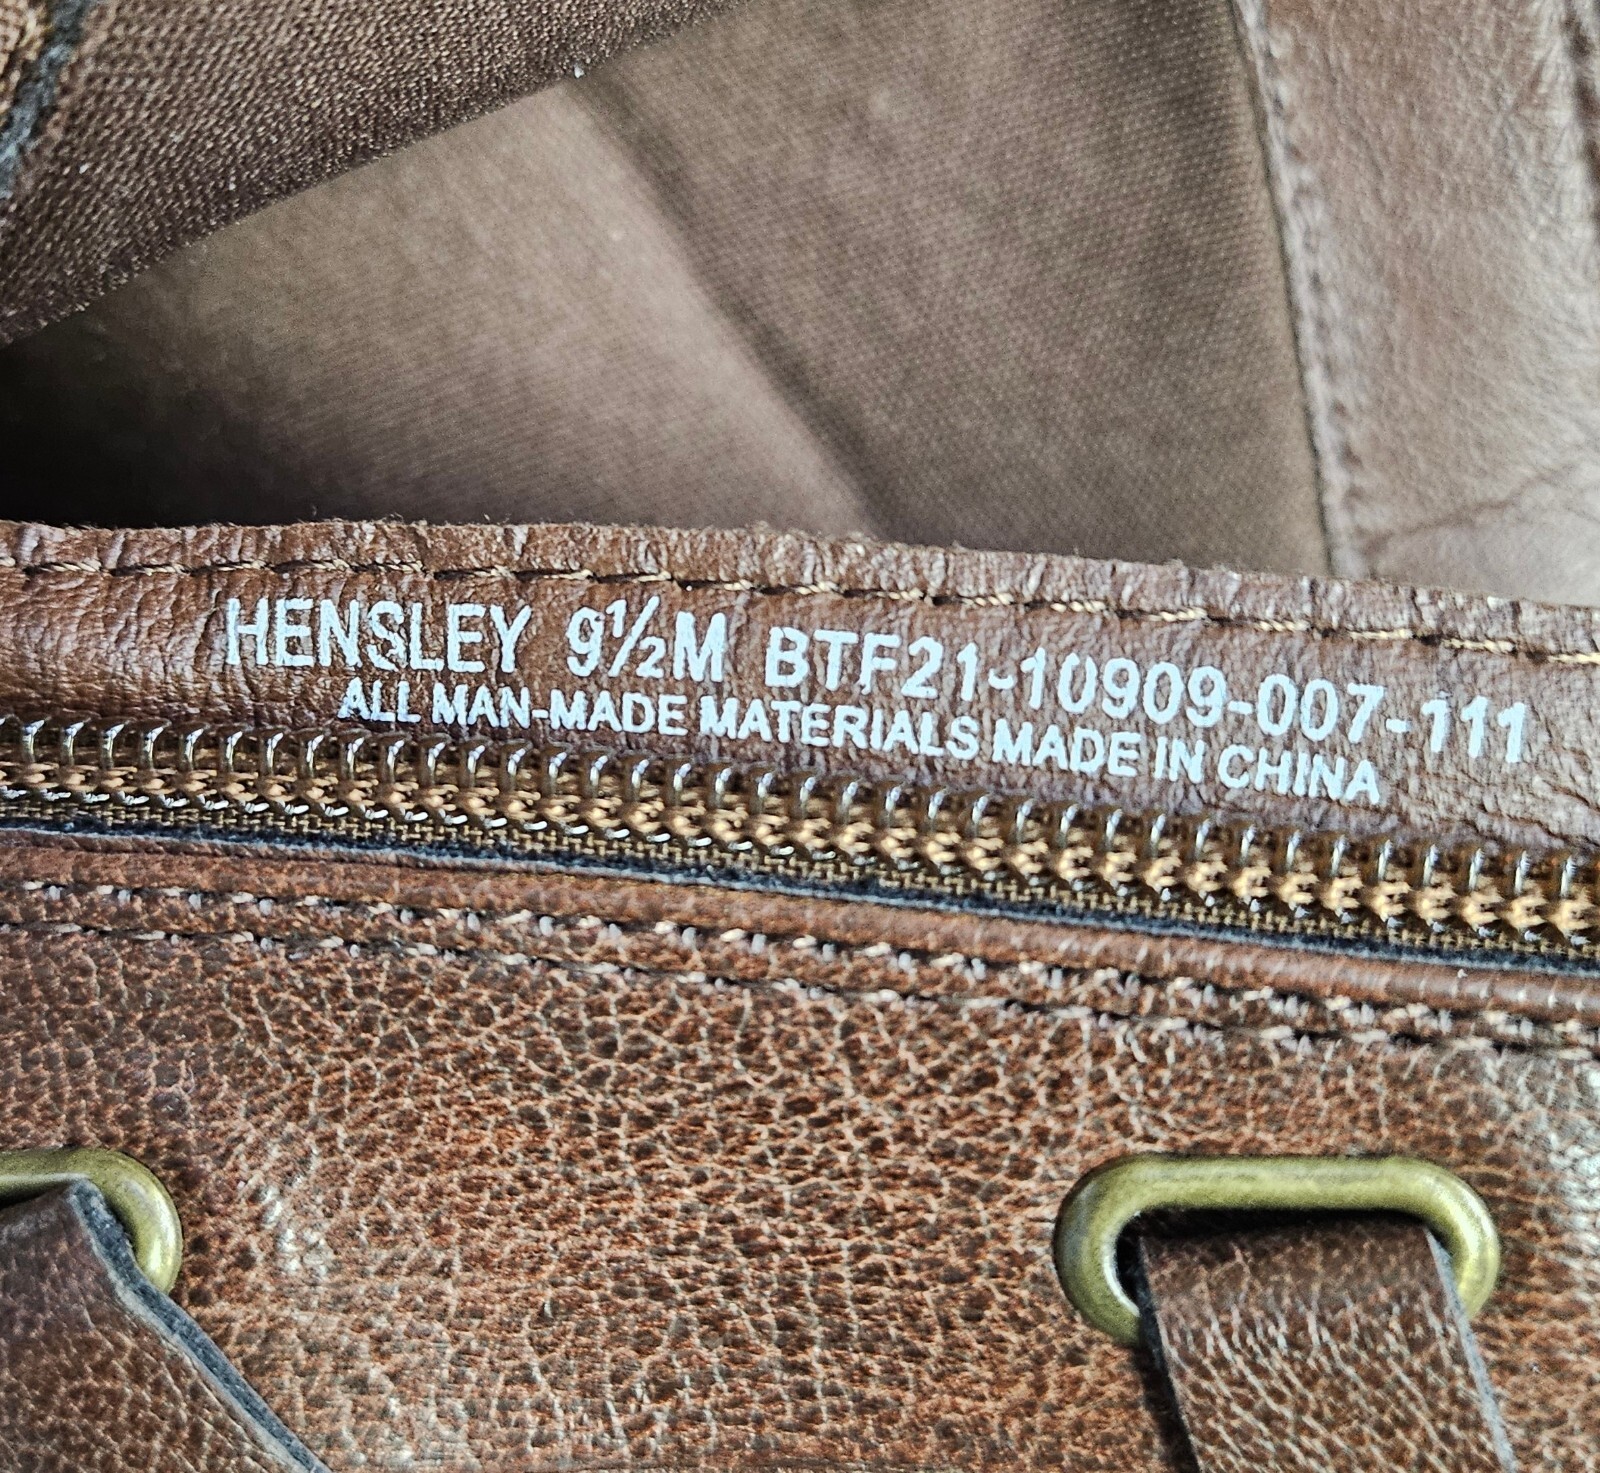 HENSLEY 9½M BTF21-10909-007-111
ALL MAN-MADE MATERIALS MADE IN CHINA